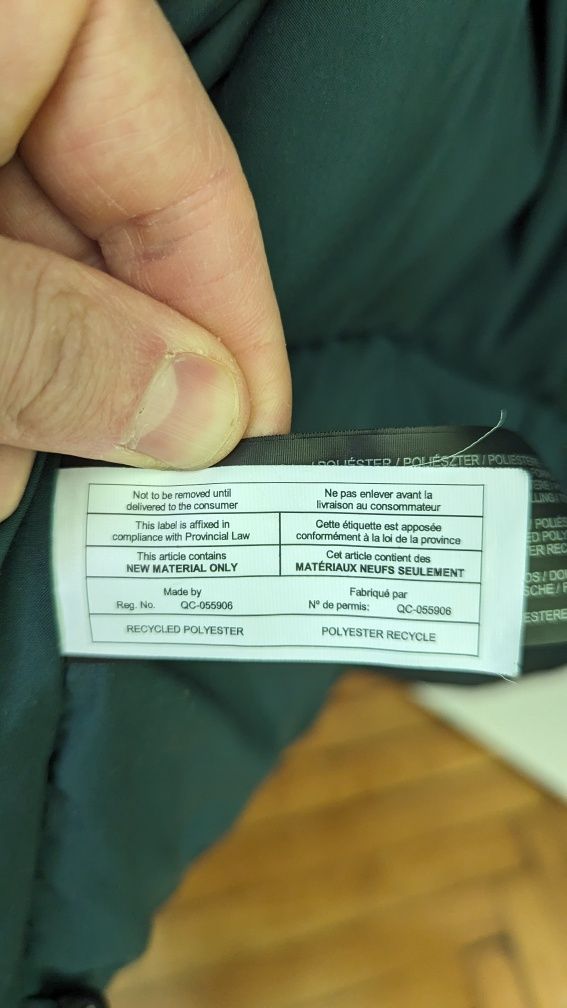 / POLIÉSTER / POLIÉSZTER / POLIESTE
Not to be removed until
delivered to the consumer
Ne pas enlever avant la
livraison au consommateur
This label is affixed in
compliance with Provincial Law
Cette étiquette est apposée
conformément à la loi de la province
This article contains
NEW MATERIAL ONLY
Cet article contient des
MATÉRIAUX NEUFS SEULEMENT
Made by
Reg. No. QC-055906
Fabriqué par
N° de permis: QC-055906
RECYCLED POLYESTER
POLYESTER RECYCLE